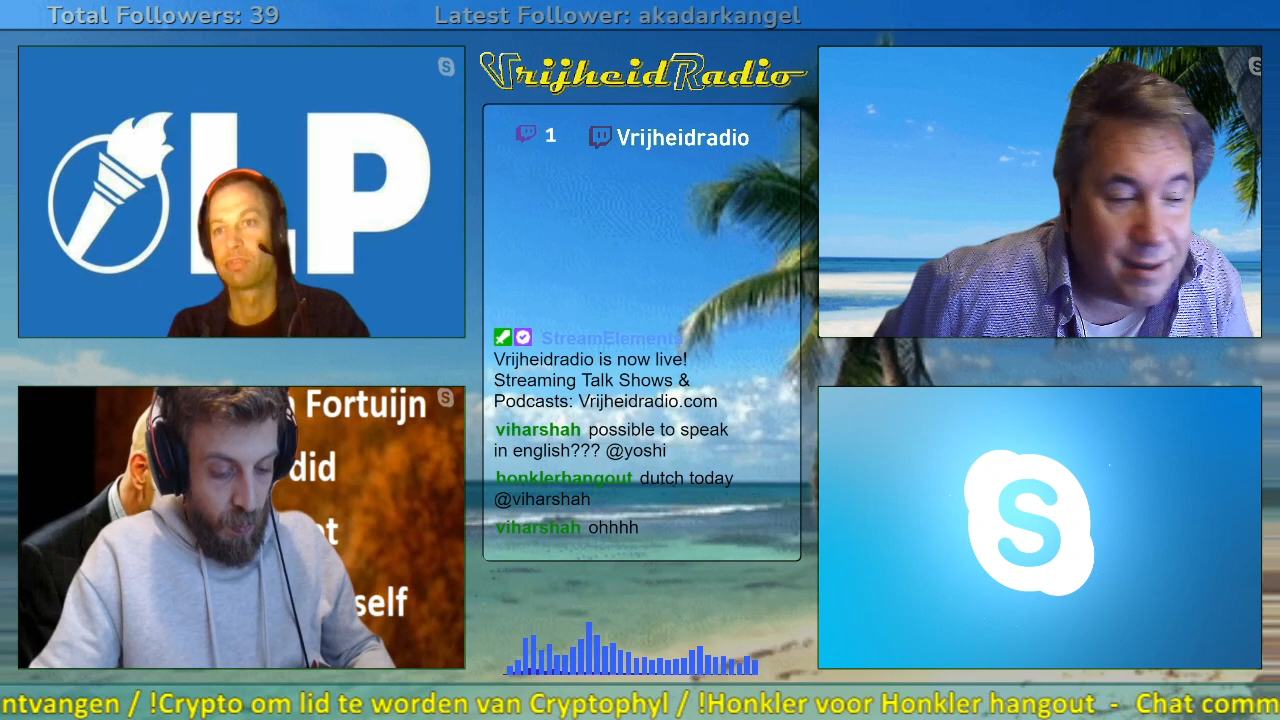 Total Followers: 39
Latest Follower: akadarkangel
LP
VrijheidRadio
1
Vrijheidradio
StreamElements
Vrijheidradio is now live!
Streaming Talk Shows &
Podcasts: Vrijheidradio.com
viharshah possible to speak
in english??? @yoshi
honklerhangout dutch today
@viharshah
viharshah ohhhh
Fortuijn
did
self
ntvangen / !Crypto om lid te worden van Cryptophyl / !Honkler voor Honkler hangout - Chat comm